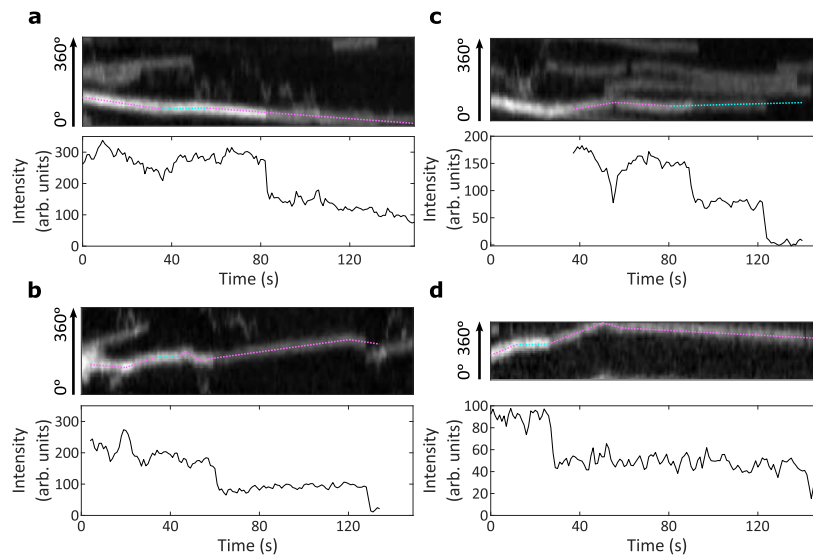 a
360°
0°
Intensity
(arb. units)
300
200
100
0
0 40 80 120
Time (s)
b
360°
0°
Intensity
(arb. units)
300
200
100
0
0 40 80 120
Time (s)
c
360°
0°
Intensity
(arb. units)
200
150
100
50
0
0 40 80 120
Time (s)
d
360°
0°
Intensity
(arb. units)
100
80
60
40
20
0
0 40 80 120
Time (s)